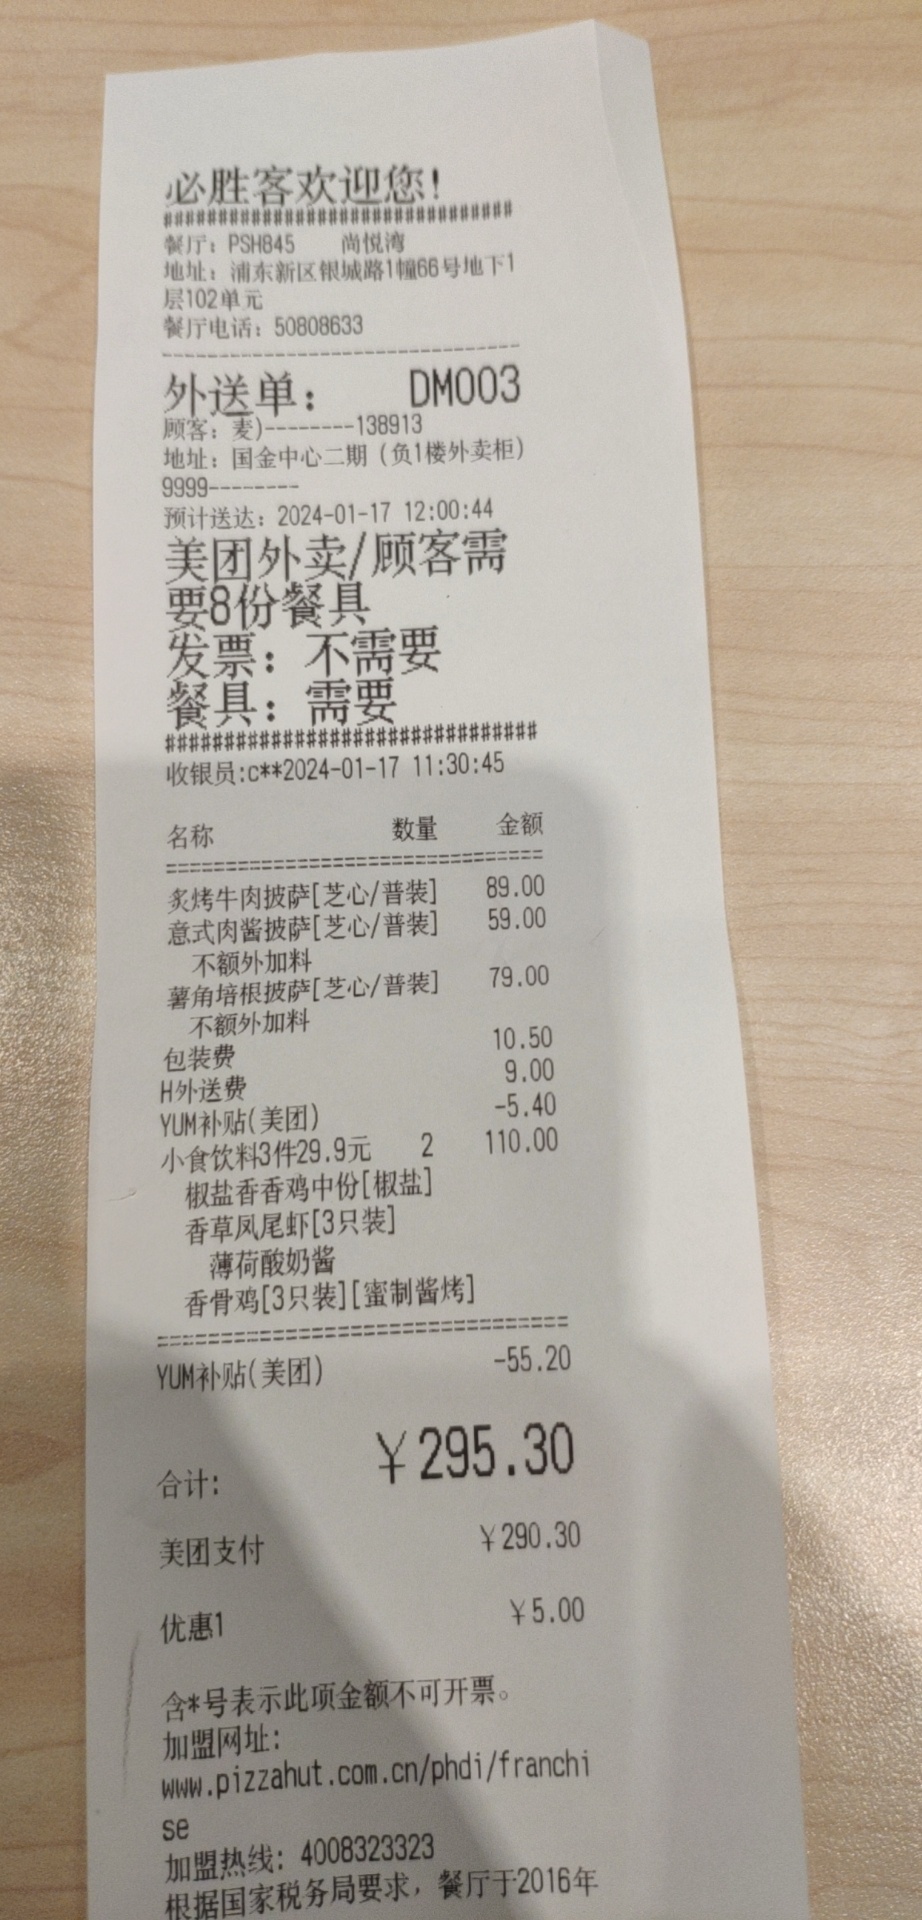 必胜客欢迎您!
##############################
餐厅: PSH845 尚悦湾
地址: 浦东新区银城路1幢66号地下1
层102单元
餐厅电话: 50808633
--------------------------------
外送单: DM003
顾客: 麦)--------138913
地址: 国金中心二期 (负1楼外卖柜)
9999--------
预计送达: 2024-01-17 12:00:44
美团外卖/顾客需
要8份餐具
发票: 不需要
餐具: 需要
##############################
收银员:c**2024-01-17 11:30:45
名称 数量 金额
================================
炙烤牛肉披萨[芝心/普装] 89.00
意式肉酱披萨[芝心/普装] 59.00
不额外加料
薯角培根披萨[芝心/普装] 79.00
不额外加料
包装费 10.50
H外送费 9.00
YUM补贴(美团) -5.40
小食饮料3件29.9元 2 110.00
椒盐香香鸡中份[椒盐]
香草凤尾虾[3只装]
薄荷酸奶酱
香骨鸡[3只装][蜜制酱烤]
================================
YUM补贴(美团) -55.20
合计: ￥295.30
美团支付 ￥290.30
优惠1 ￥5.00
含*号表示此项金额不可开票。
加盟网址:
www.pizzahut.com.cn/phdi/franchi
se
加盟热线: 4008323323
根据国家税务局要求, 餐厅于2016年